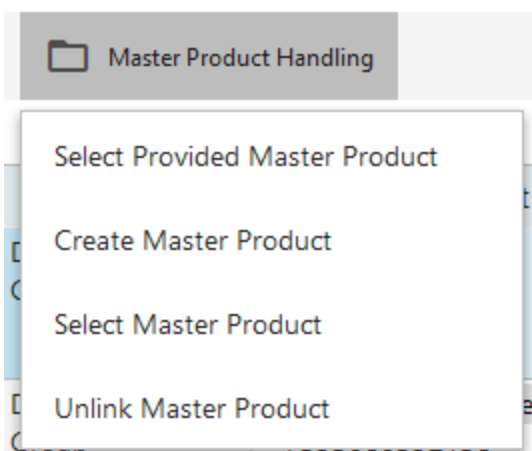 Master Product Handling
Select Provided Master Product
Create Master Product
Select Master Product
Unlink Master Product